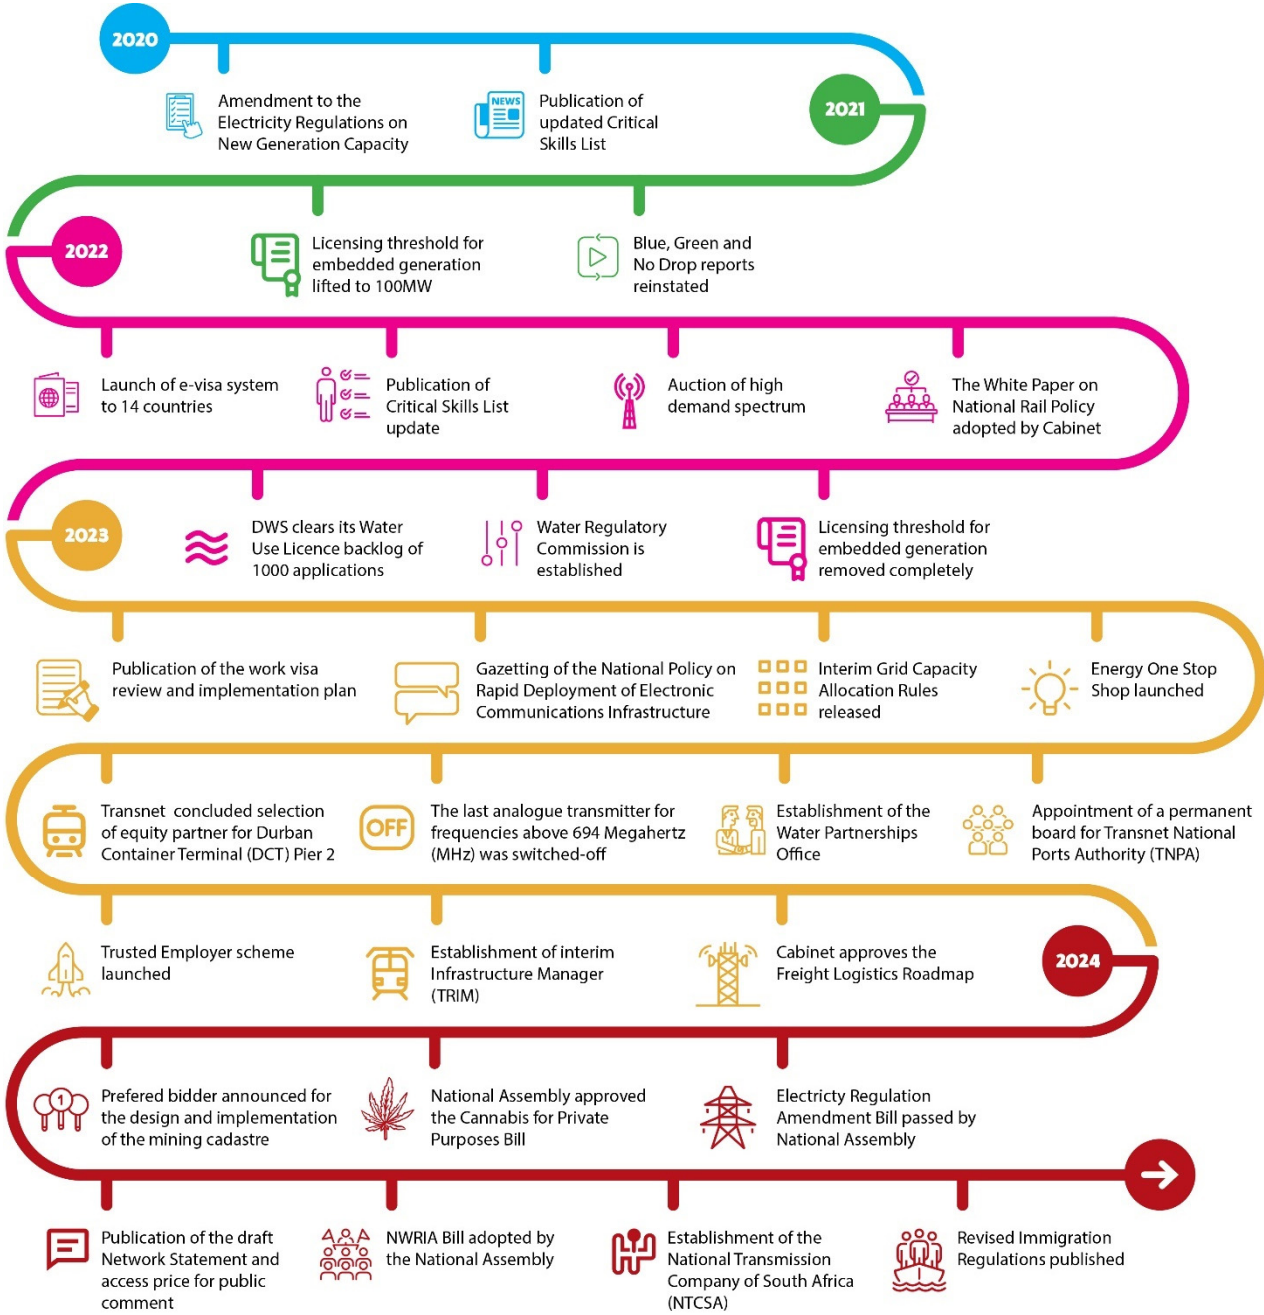 2020
Amendment to the
Electricity Regulations on
New Generation Capacity
NEWS
Publication of
updated Critical
Skills List
2021
Licensing threshold for
embedded generation
lifted to 100MW
Blue, Green and
No Drop reports
reinstated
2022
Launch of e-visa system
to 14 countries
Publication of
Critical Skills List
update
Auction of high
demand spectrum
The White Paper on
National Rail Policy
adopted by Cabinet
DWS clears its Water
Use Licence backlog of
1000 applications
Water Regulatory
Commission is
established
Licensing threshold for
embedded generation
removed completely
2023
Publication of the work visa
review and implementation plan
Gazetting of the National Policy on
Rapid Deployment of Electronic
Communications Infrastructure
Interim Grid Capacity
Allocation Rules
released
Energy One Stop
Shop launched
Transnet concluded selection
of equity partner for Durban
Container Terminal (DCT) Pier 2
OFF
The last analogue transmitter for
frequencies above 694 Megahertz
(MHz) was switched-off
Establishment of the
Water Partnerships
Office
Appointment of a permanent
board for Transnet National
Ports Authority (TNPA)
Trusted Employer scheme
launched
Establishment of interim
Infrastructure Manager
(TRIM)
Cabinet approves the
Freight Logistics Roadmap
2024
1
Prefered bidder announced for
the design and implementation
of the mining cadastre
National Assembly approved
the Cannabis for Private
Purposes Bill
Electricty Regulation
Amendment Bill passed by
National Assembly
Publication of the draft
Network Statement and
access price for public
comment
NWRIA Bill adopted by
the National Assembly
Establishment of the
National Transmission
Company of South Africa
(NTCSA)
Revised Immigration
Regulations published